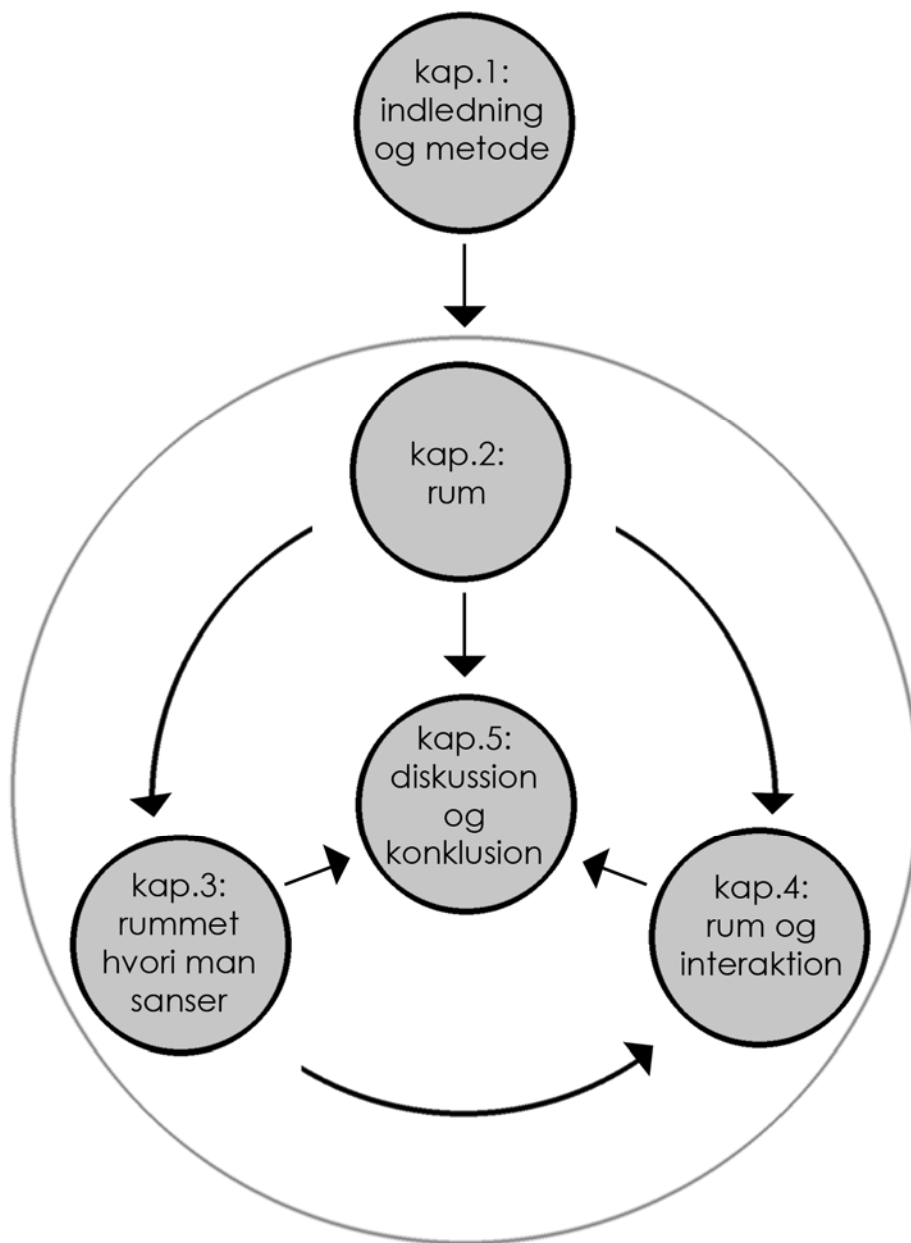 kap.1:
indledning
og metode
kap.2:
rum
kap.5:
diskussion
og
konklusion
kap.3:
rummet
hvori man
sanser
kap.4:
rum og
interaktion